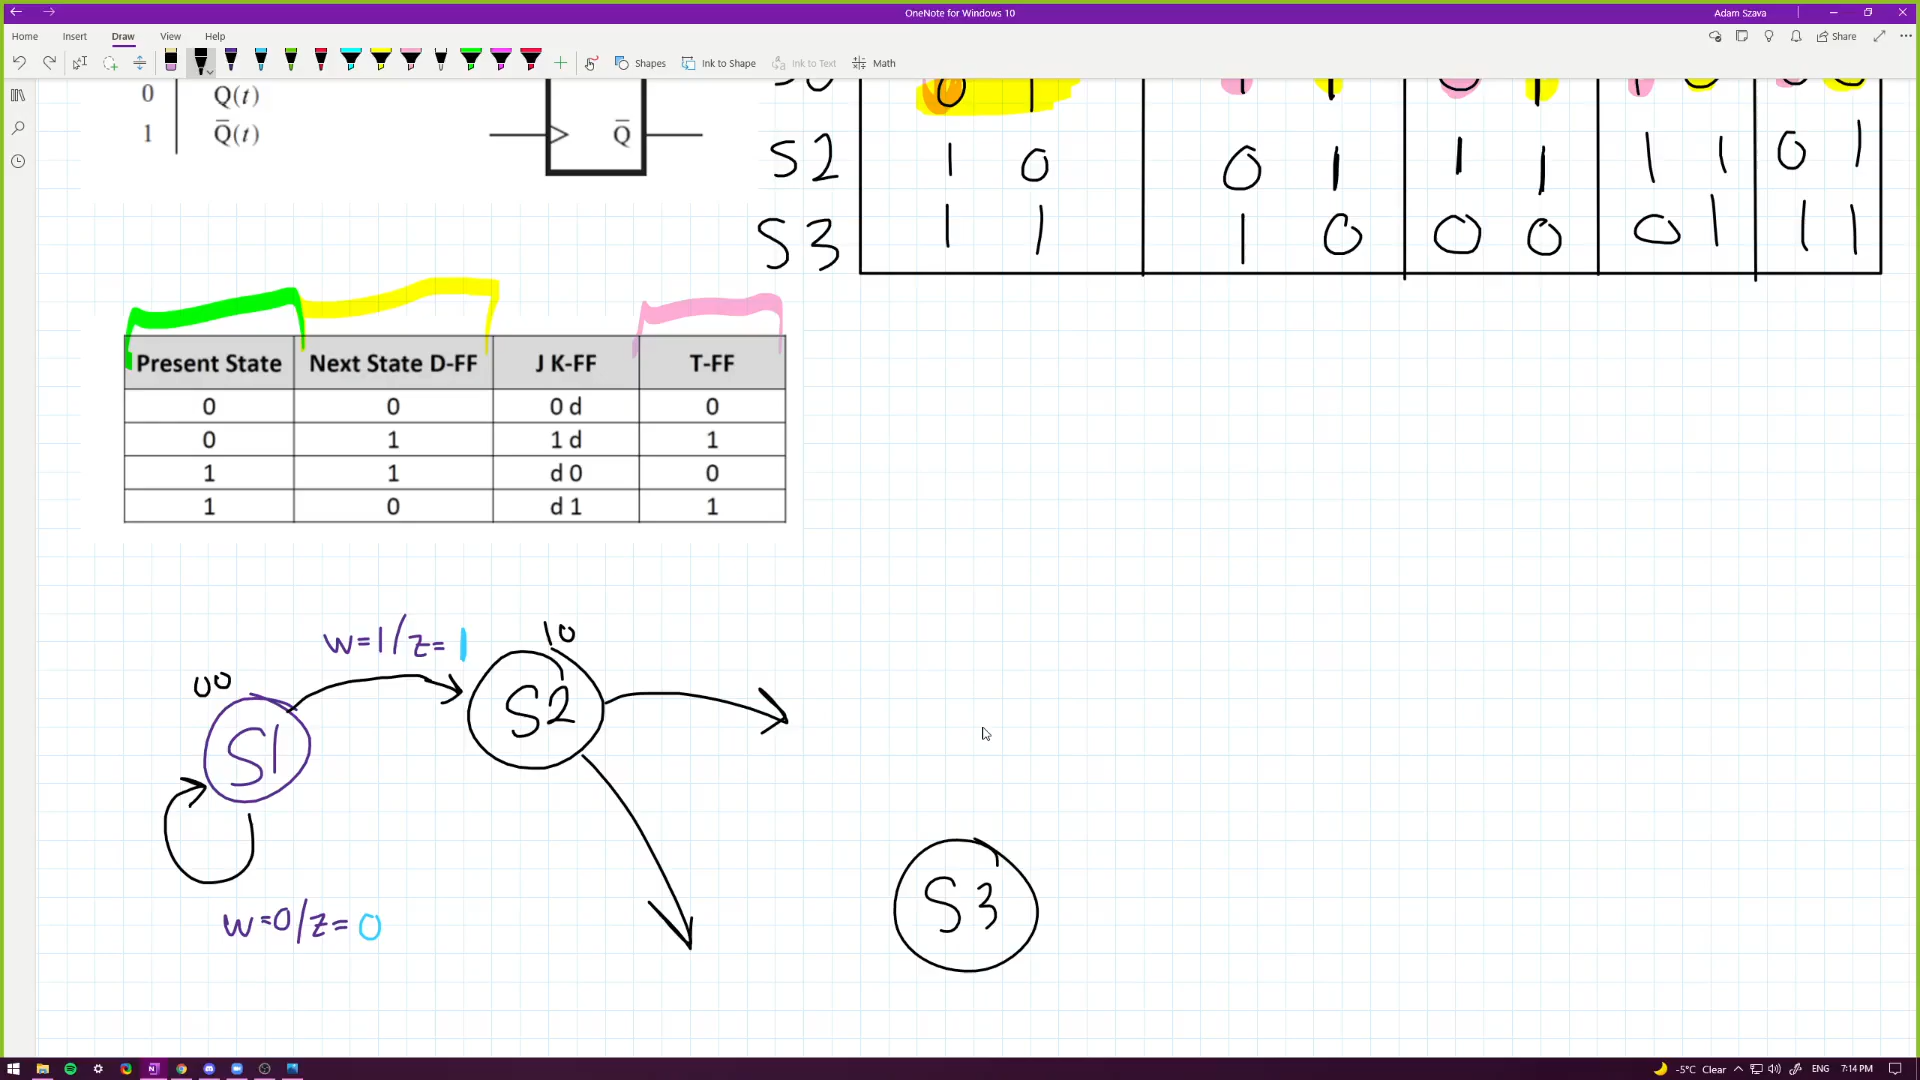 OneNote for Windows 10
Adam Szava
Home Insert Draw View Help
Share
Shapes
Ink to Shape
Ink to Text
Math
0 Q(t)
1 Q̅(t)
Q̅
0 1
S2 1 0 0 1 1 1 1 1 0 1
S3 1 1 1 0 0 0 0 1 1 1
Present State Next State D-FF J K-FF T-FF
0 0 0 d 0
0 1 1 d 1
1 1 d 0 0
1 0 d 1 1
w=1/z=1
10
00
S2
S1
w=0/z=0
S3
-5°C Clear
ENG
7:14 PM